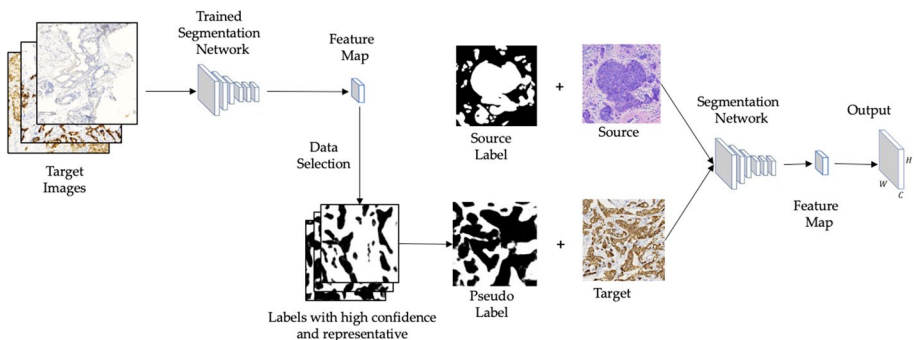 Trained
Segmentation
Network
Feature
Map
Target
Images
Data
Selection
Labels with high confidence
and representative
Source
Label
+
Source
Pseudo
Label
+
Target
Segmentation
Network
Feature
Map
Output
H
W
C